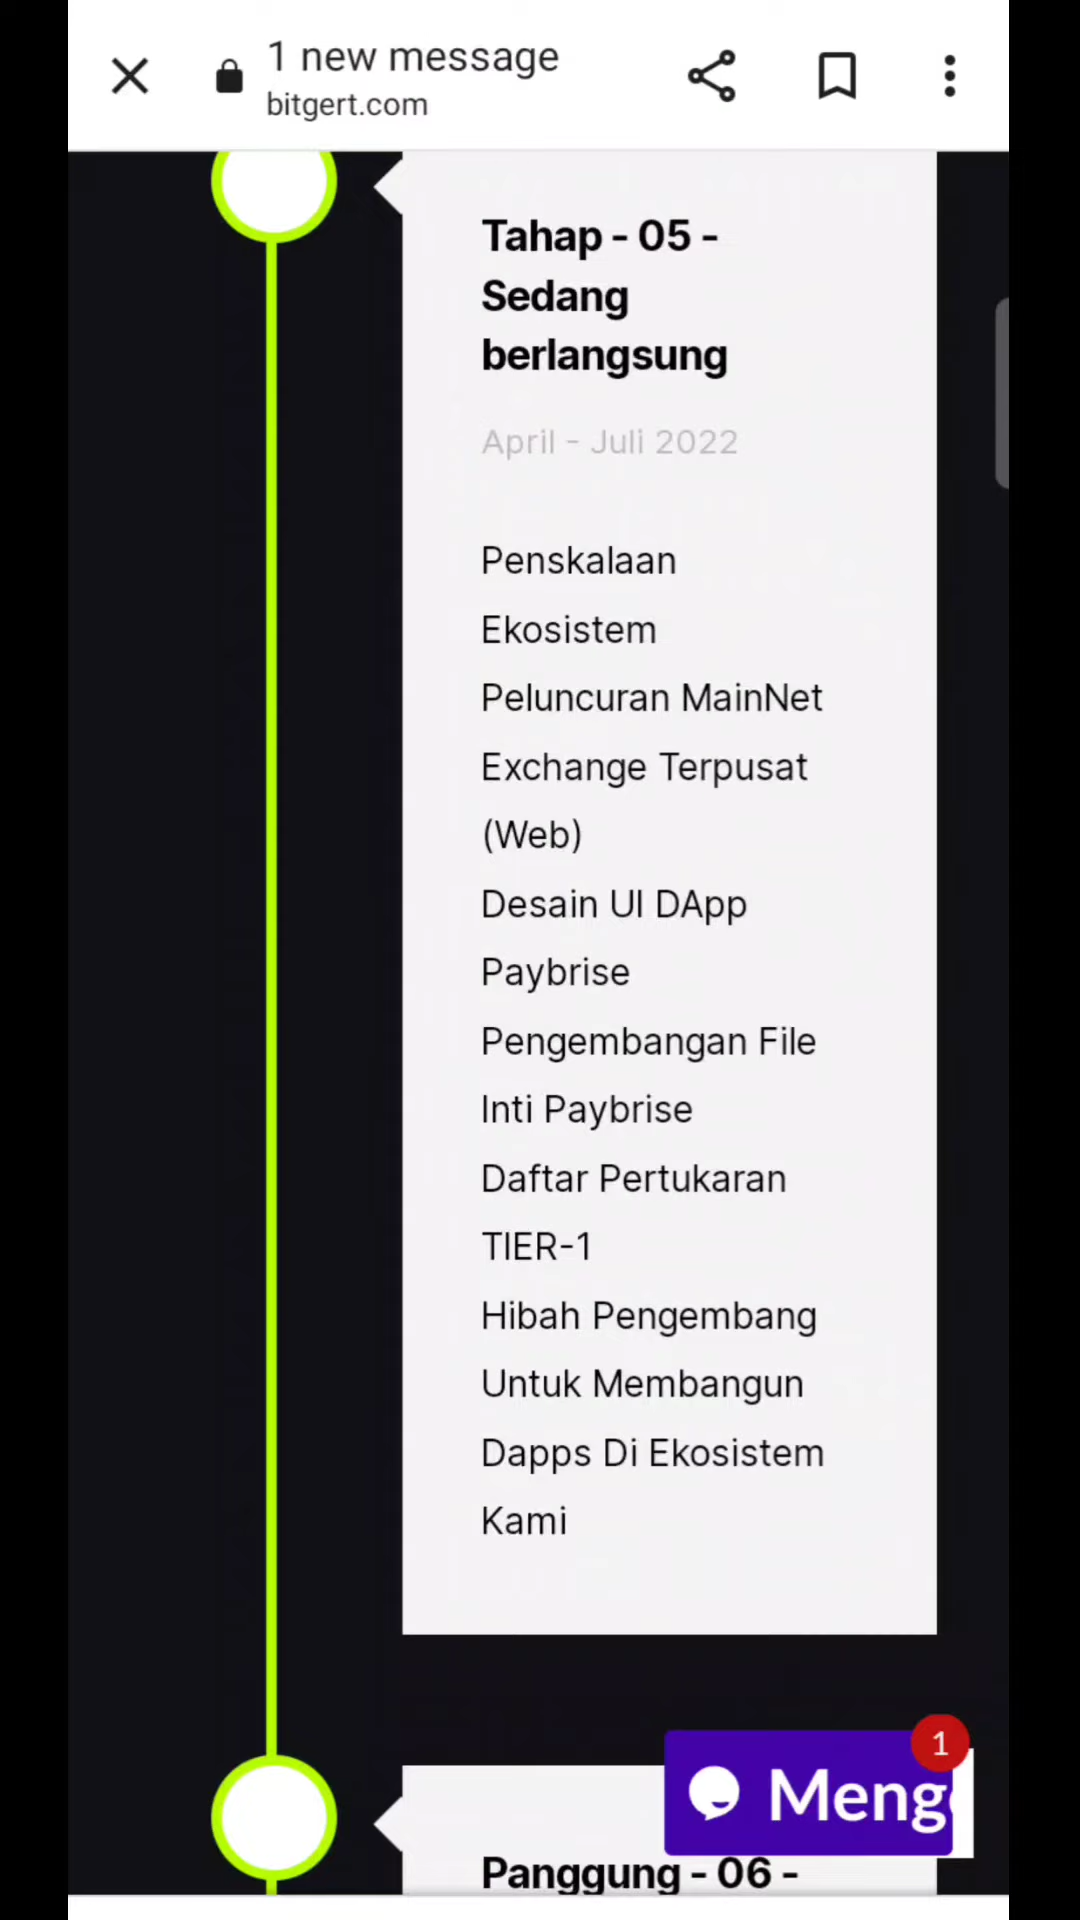 1 new message
bitgert.com
Tahap - 05 -
Sedang
berlangsung
April - Juli 2022
Penskalaan
Ekosistem
Peluncuran MainNet
Exchange Terpusat
(Web)
Desain UI DApp
Paybrise
Pengembangan File
Inti Paybrise
Daftar Pertukaran
TIER-1
Hibah Pengembang
Untuk Membangun
Dapps Di Ekosistem
Kami
1
Panggung - 06 -